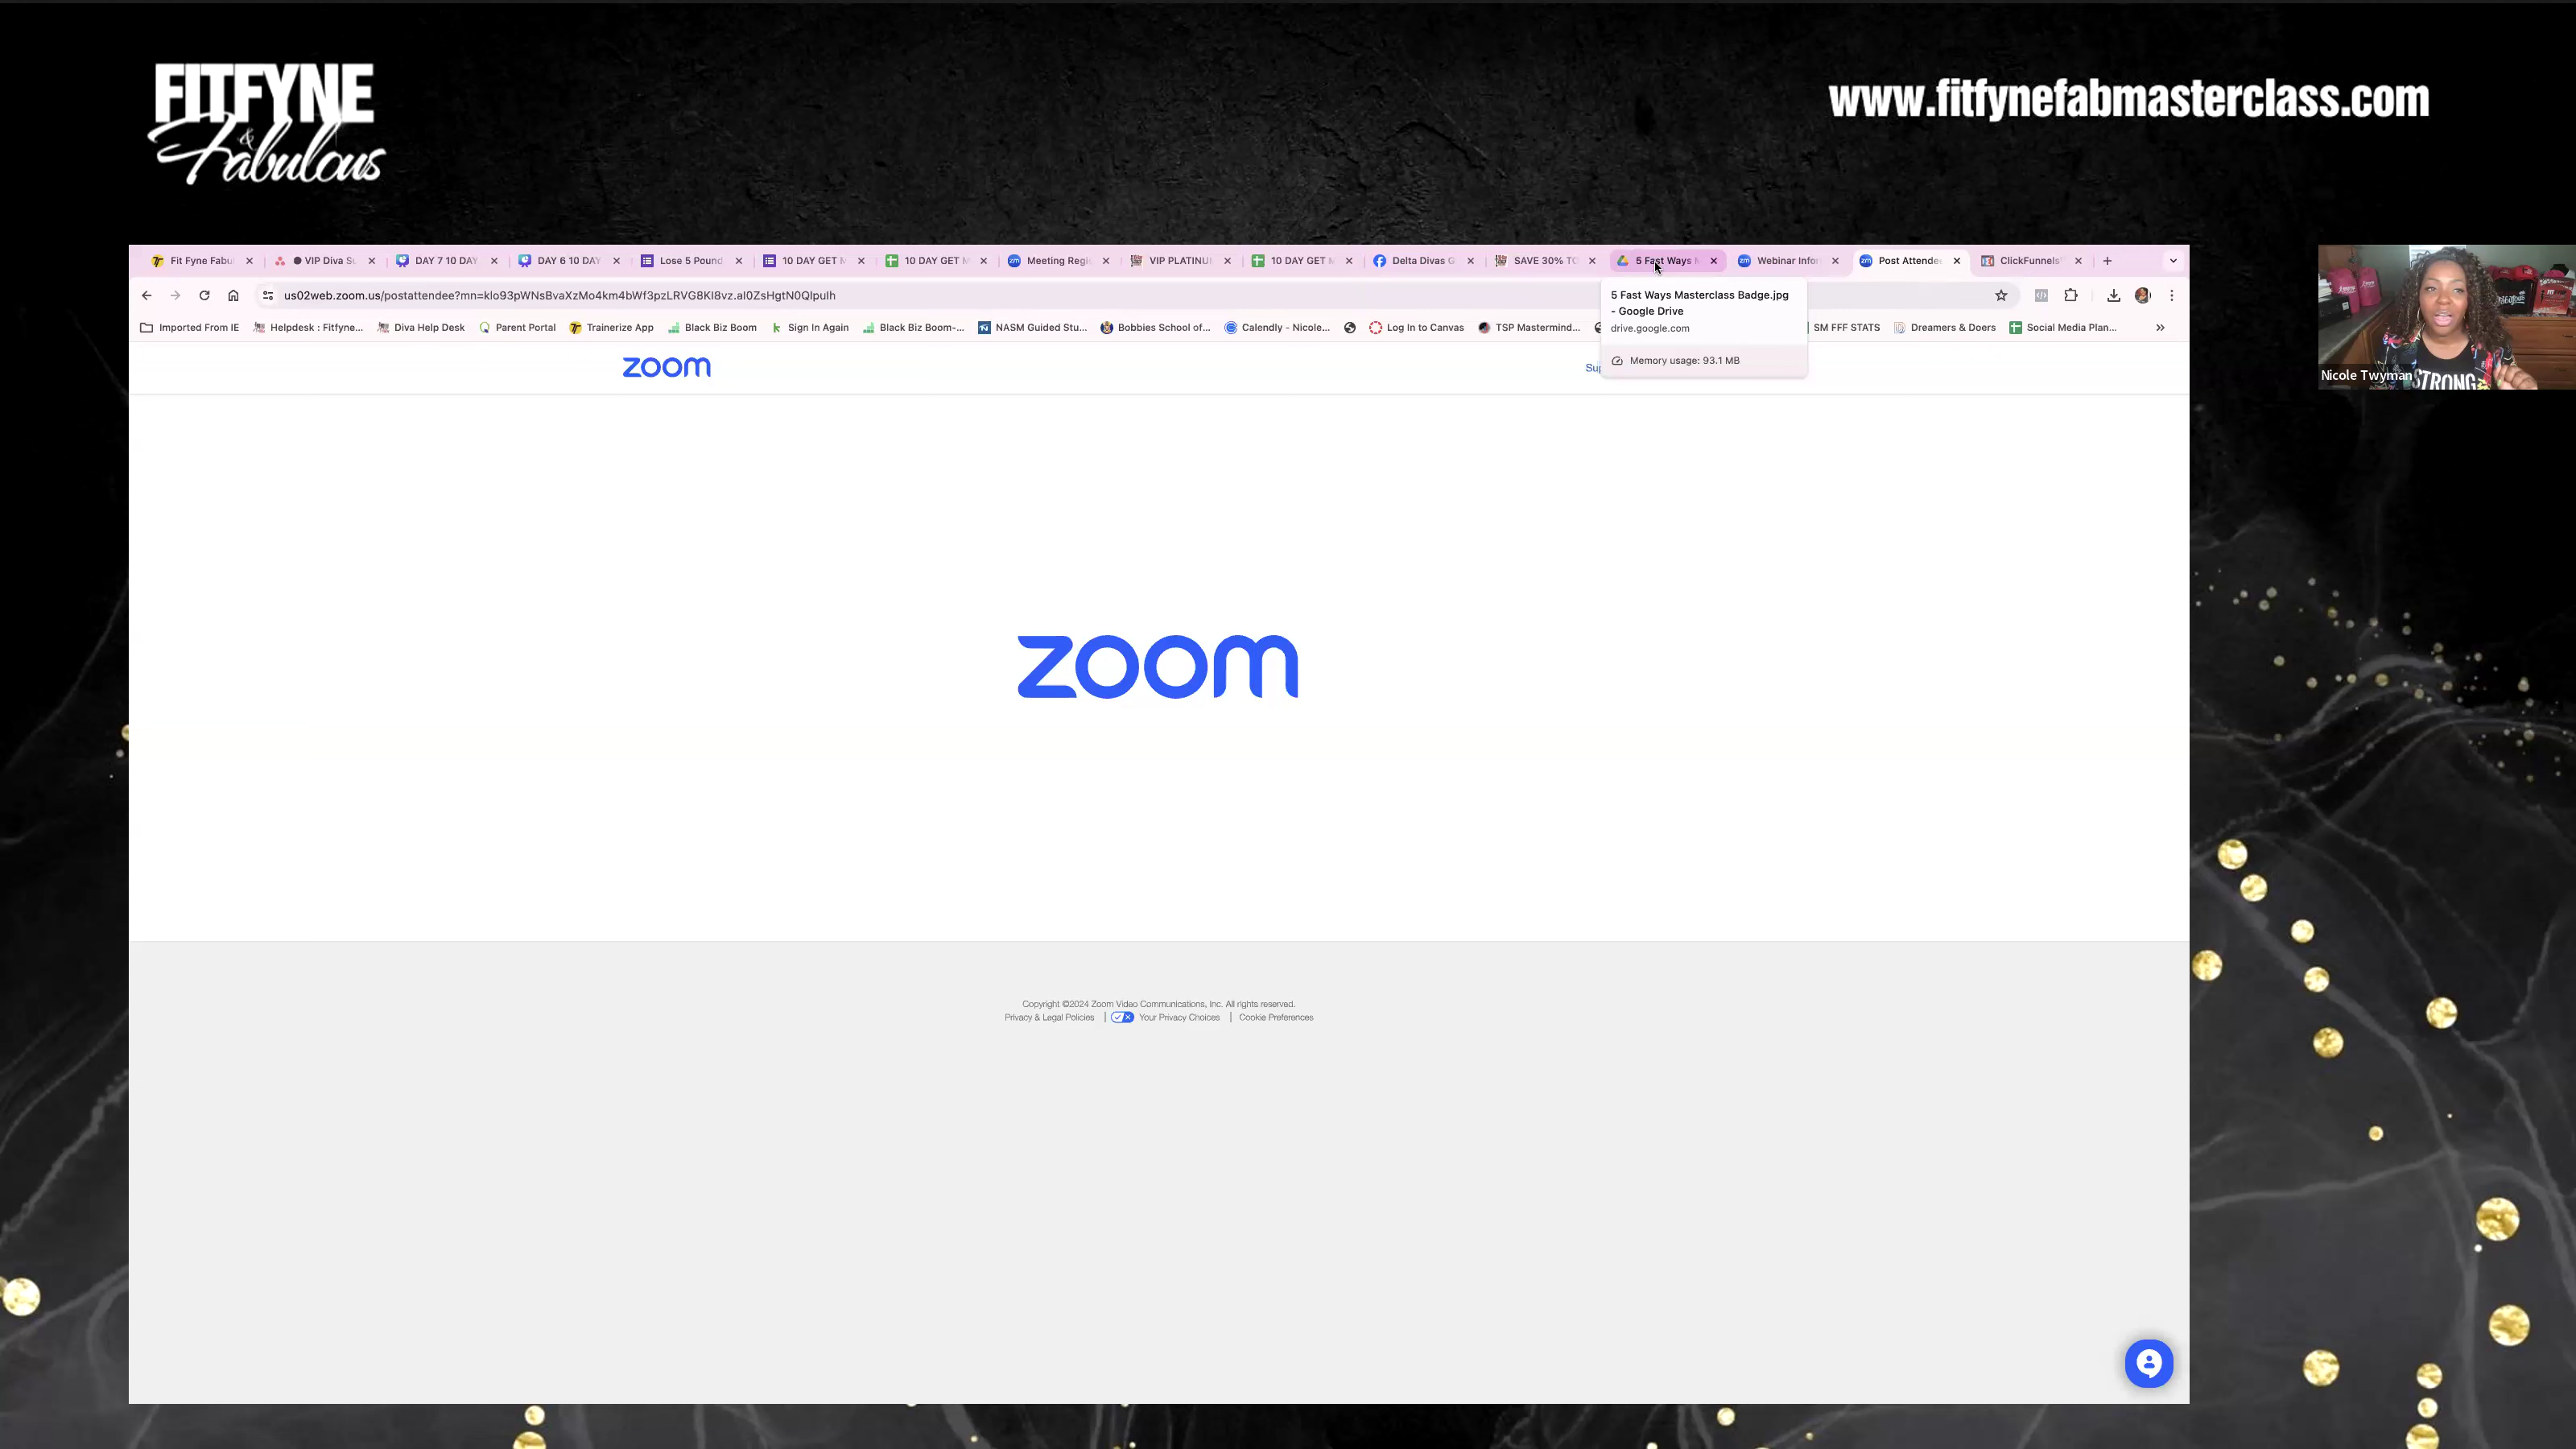 FITFYNE
& Fabulous
www.fitfynefabmasterclass.com
Fit Fyne Fabu
VIP Diva Su
DAY 7 10 DAY
DAY 6 10 DAY
Lose 5 Pound
10 DAY GET M
10 DAY GET M
Meeting Regi
VIP PLATINU
10 DAY GET M
Delta Divas G
SAVE 30% TO
5 Fast Ways M
Webinar Infor
Post Attende
ClickFunnels
us02web.zoom.us/postattendee?mn=klo93pWNsBvaXzMo4km4bWf3pzLRVG8KI8vz.aI0ZsHgtN0QIpuIh
5 Fast Ways Masterclass Badge.jpg
- Google Drive
drive.google.com
Memory usage: 93.1 MB
Imported From IE
Helpdesk : Fitfyne...
Diva Help Desk
Parent Portal
Trainerize App
Black Biz Boom
Sign In Again
Black Biz Boom-...
NASM Guided Stu...
Bobbies School of...
Calendly - Nicole...
Log In to Canvas
TSP Mastermind...
SM FFF STATS
Dreamers & Doers
Social Media Plan...
zoom
Sup
STRONG
Nicole Twyman
zoom
Copyright ©2024 Zoom Video Communications, Inc. All rights reserved.
Privacy & Legal Policies | Your Privacy Choices | Cookie Preferences